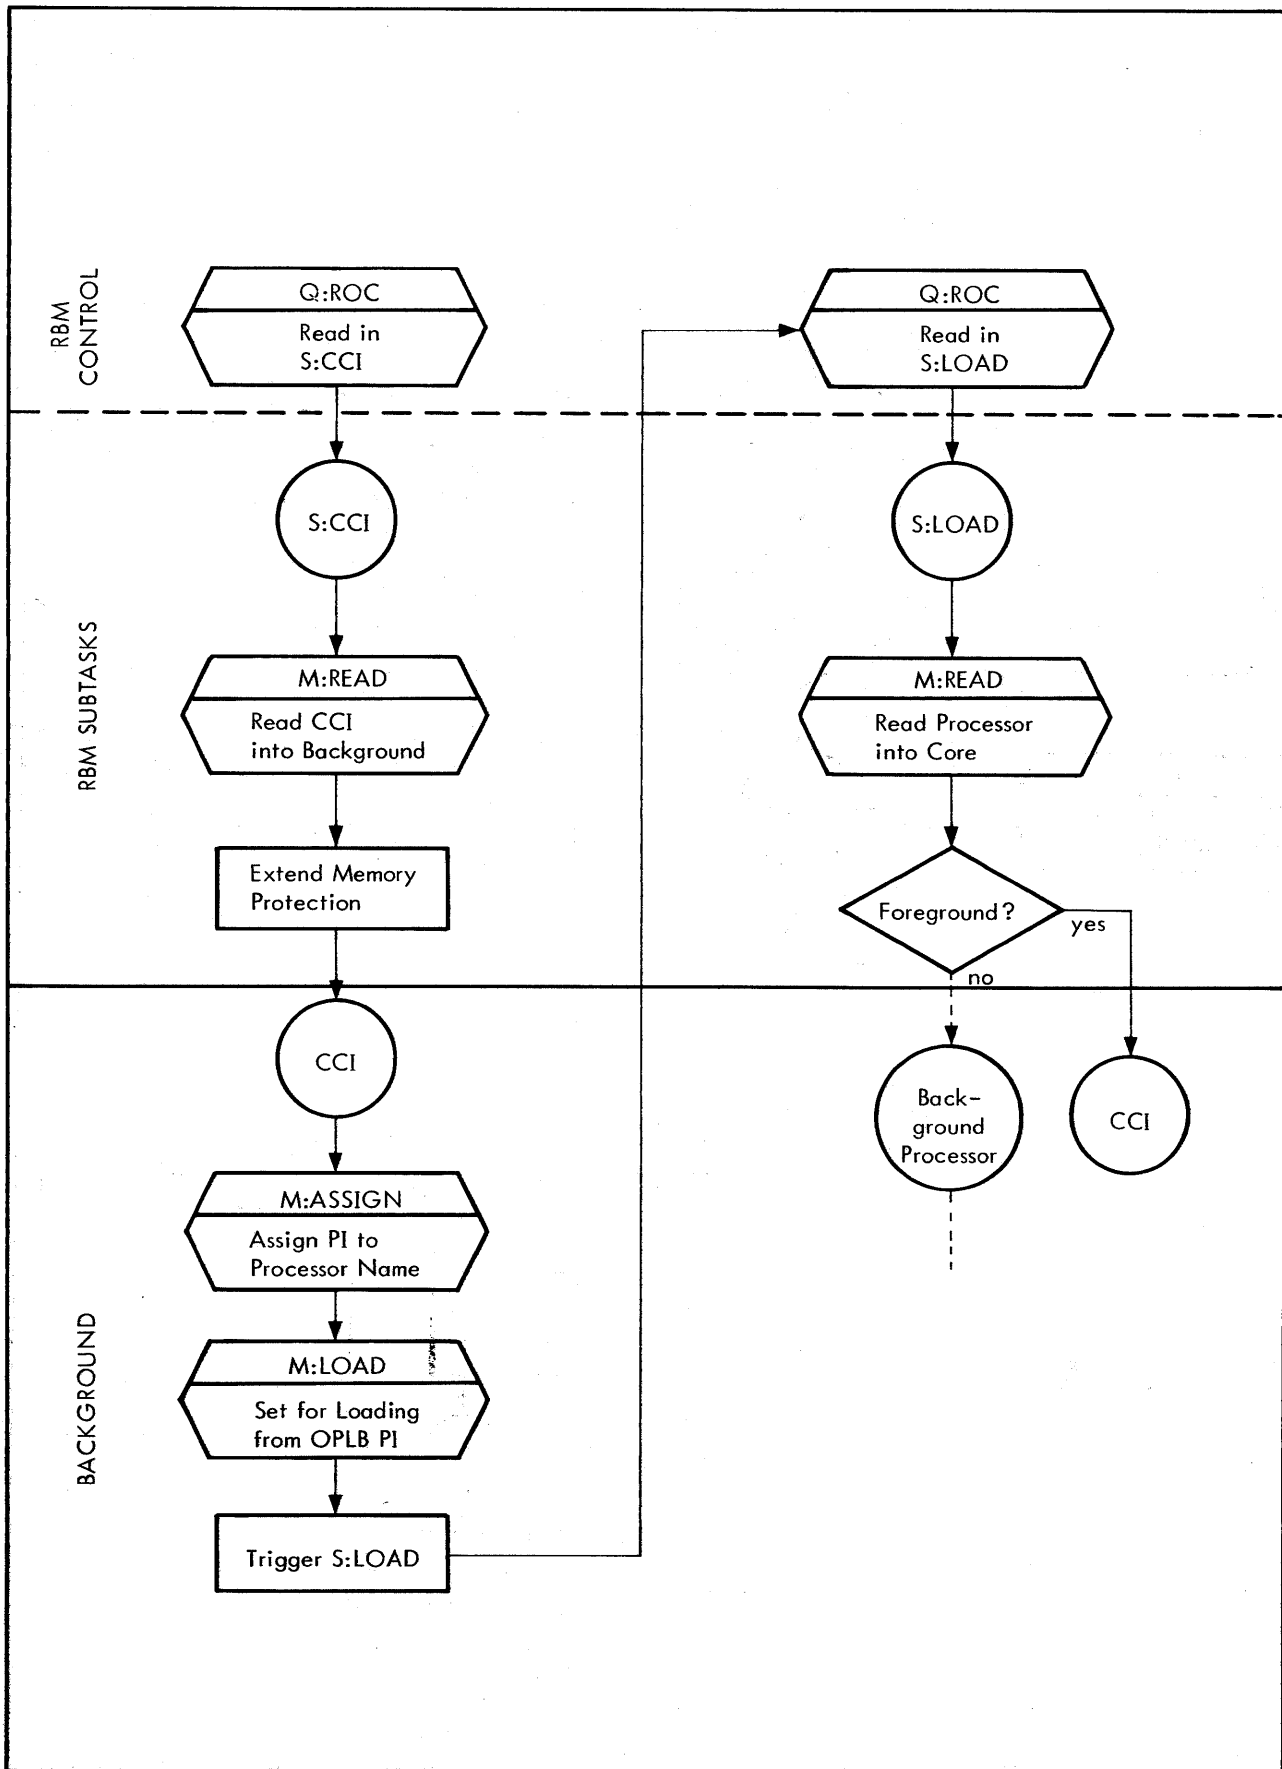 RBM
CONTROL
Q:ROC
Read in
S:CCI
Q:ROC
Read in
S:LOAD
RBM SUBTASKS
S:CCI
M:READ
Read CCI
into Background
Extend Memory
Protection
S:LOAD
M:READ
Read Processor
into Core
Foreground?
yes
no
BACKGROUND
CCI
M:ASSIGN
Assign PI to
Processor Name
M:LOAD
Set for Loading
from OPLB PI
Trigger S:LOAD
Back-
ground
Processor
CCI